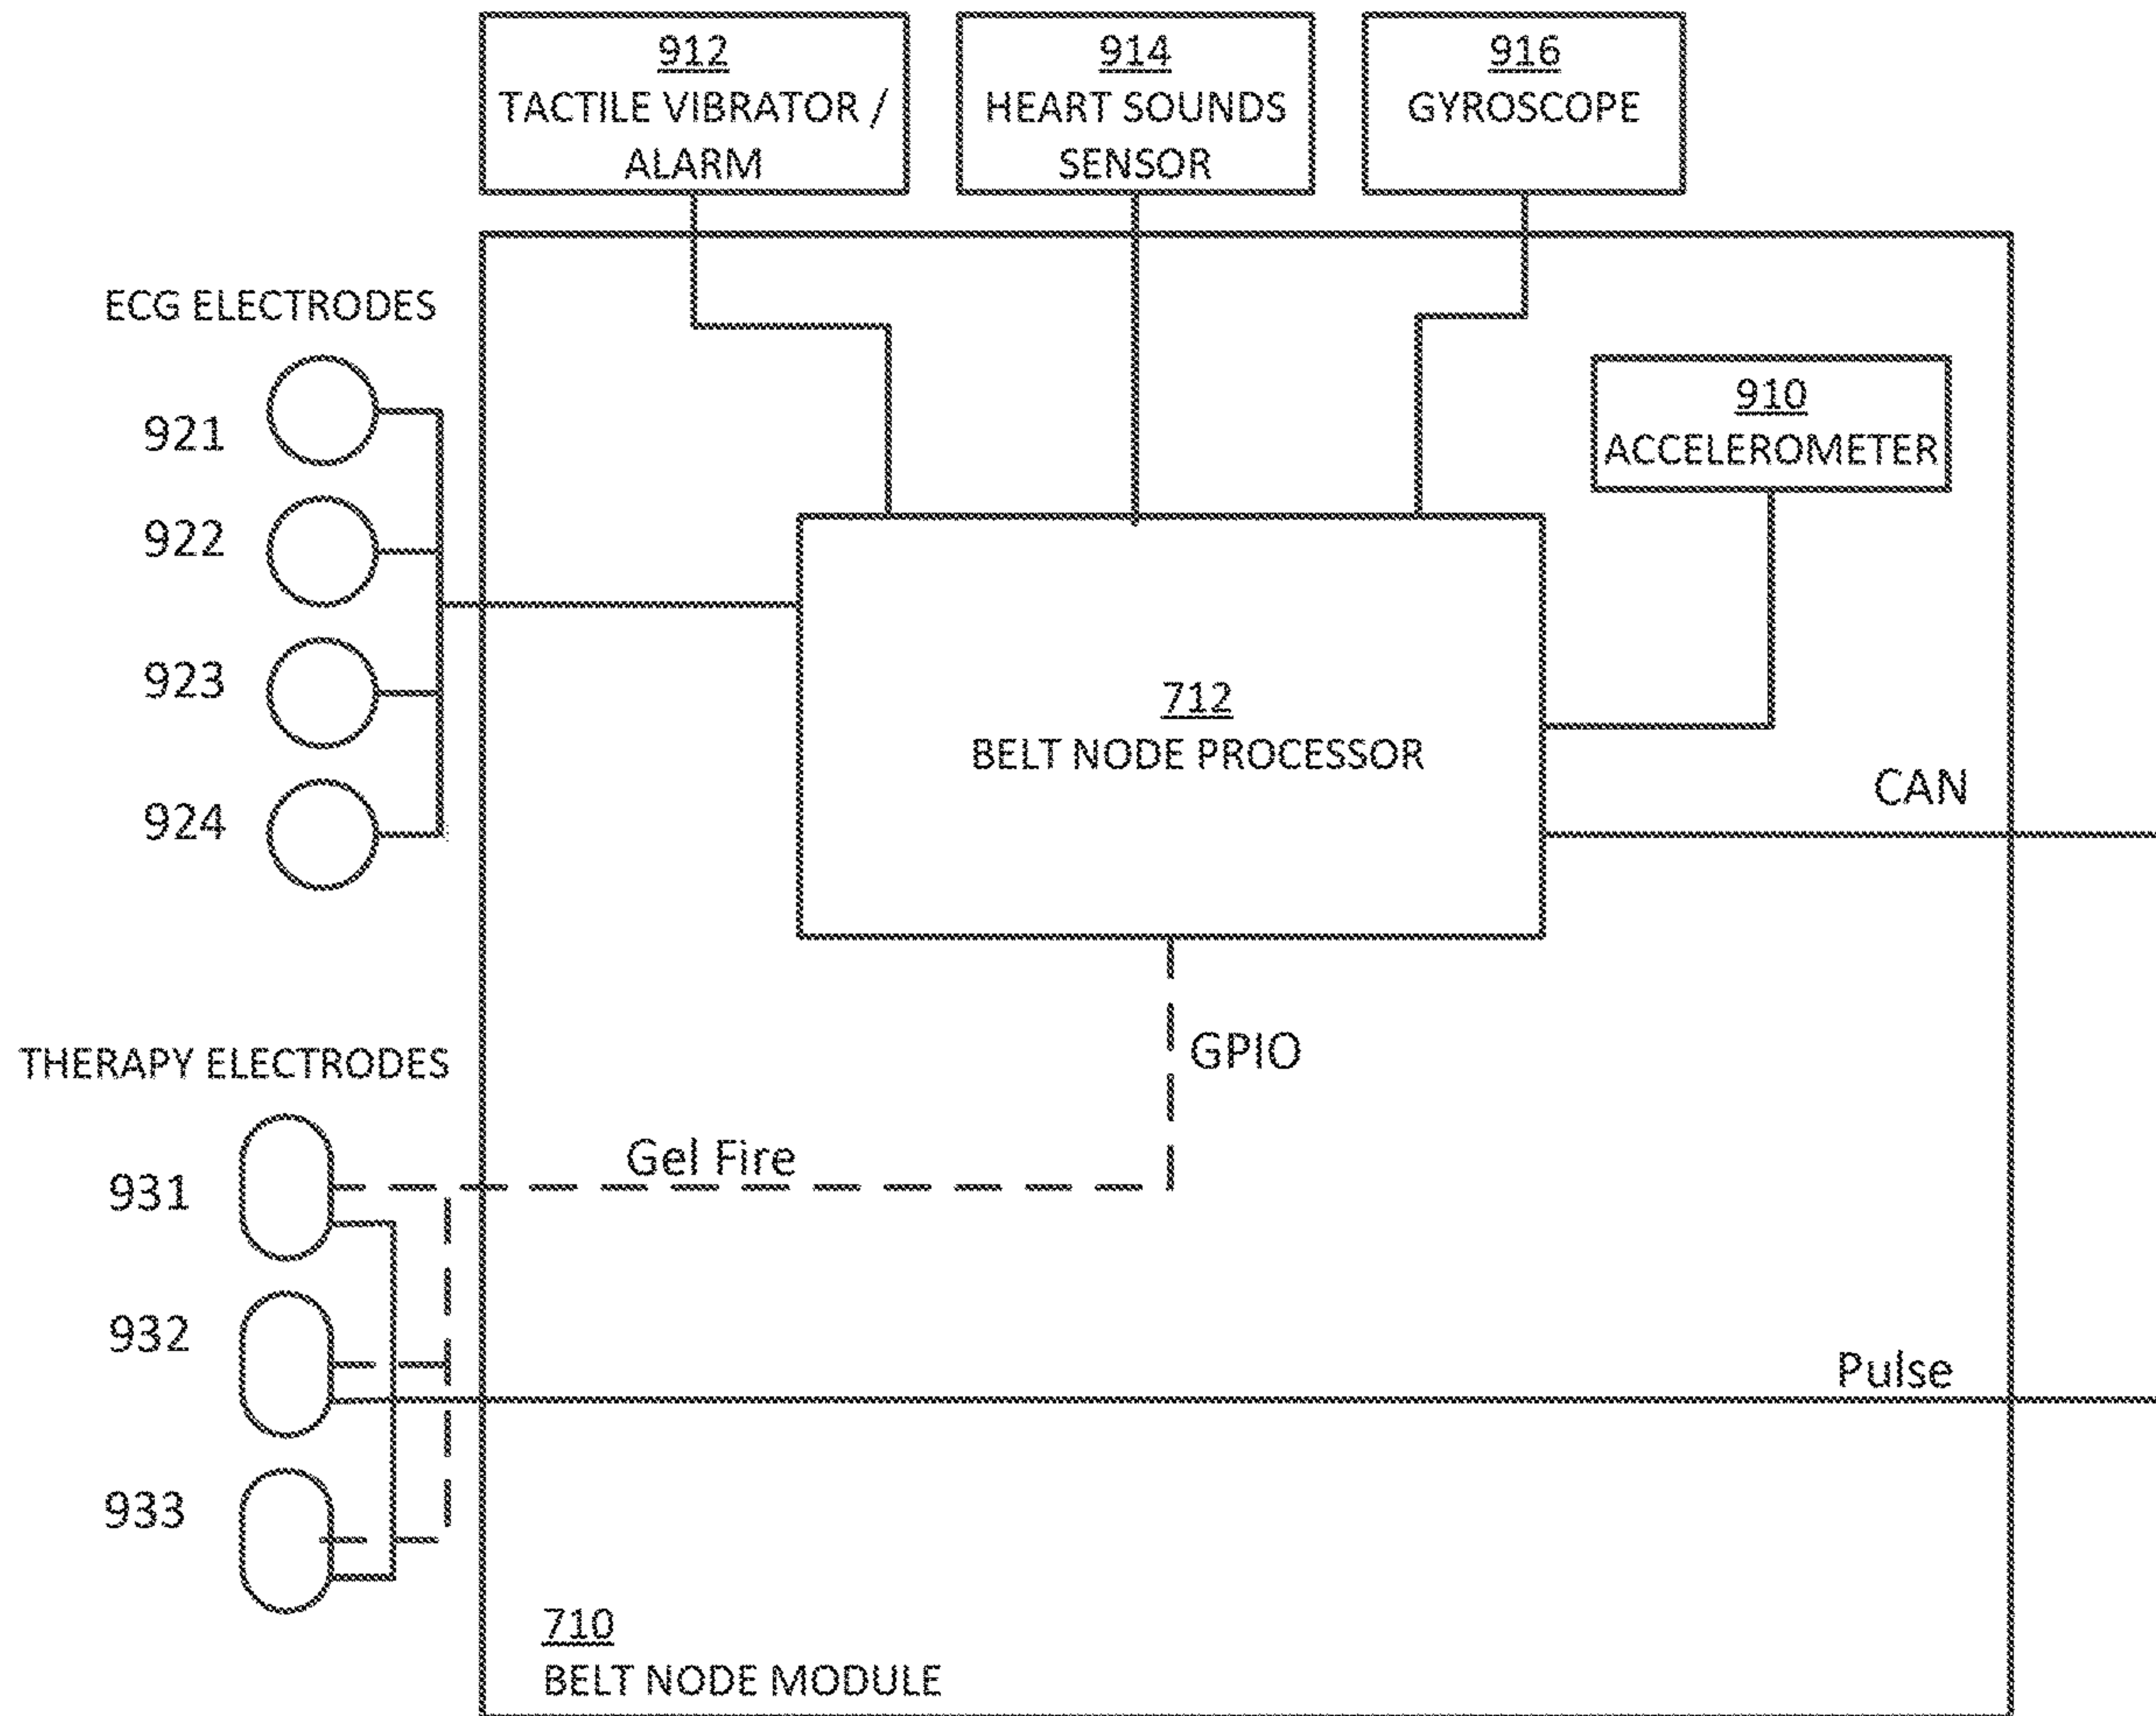 912
TACTILE VIBRATOR /
ALARM
914
HEART SOUNDS
SENSOR
916
GYROSCOPE
ECG ELECTRODES
921
922
923
924
910
ACCELEROMETER
712
BELT NODE PROCESSOR
CAN
GPIO
THERAPY ELECTRODES
Gel Fire
931
932
933
Pulse
710
BELT NODE MODULE